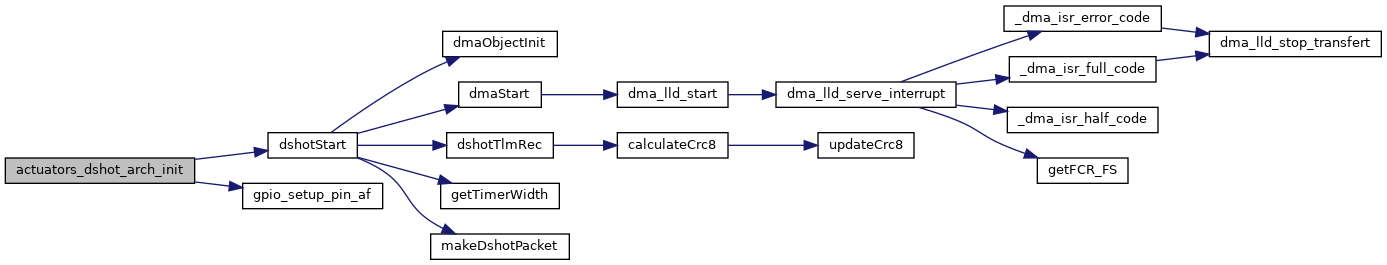 actuators_dshot_arch_init
dshotStart
gpio_setup_pin_af
dmaObjectInit
dmaStart
dshotTlmRec
getTimerWidth
makeDshotPacket
dma_lld_start
calculateCrc8
dma_lld_serve_interrupt
updateCrc8
_dma_isr_error_code
_dma_isr_full_code
_dma_isr_half_code
getFCR_FS
dma_lld_stop_transfert